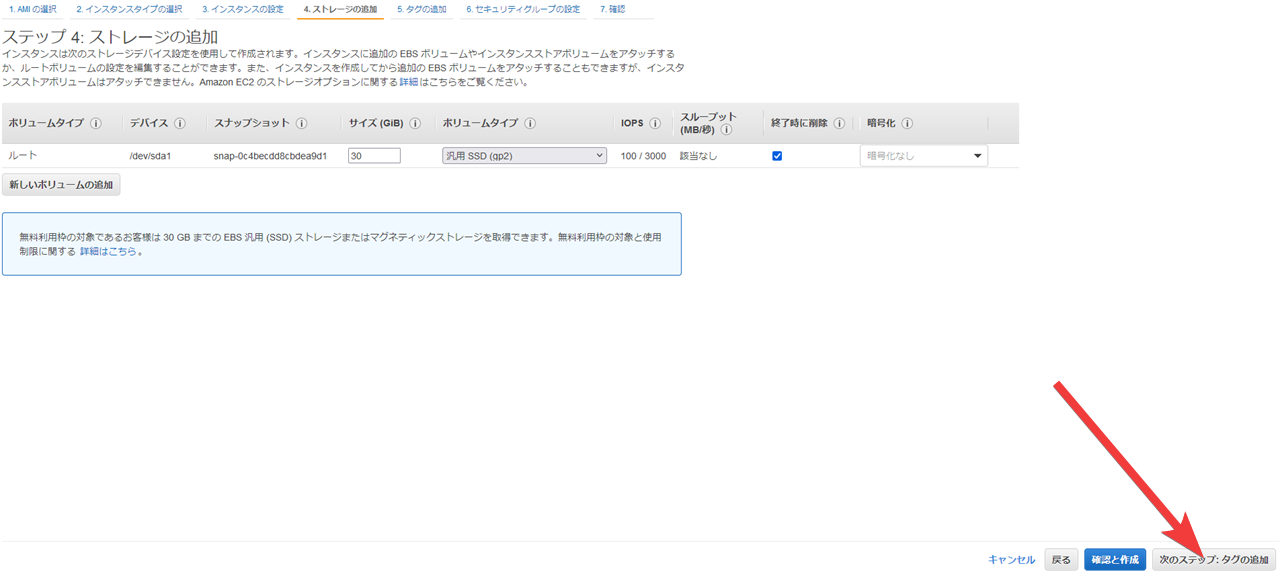 1. AMI の選択 2. インスタンスタイプの選択 3. インスタンスの設定 4. ストレージの追加 5. タグの追加 6. セキュリティグループの設定 7. 確認
ステップ 4: ストレージの追加
インスタンスは次のストレージデバイス設定を使用して作成されます。インスタンスに追加の EBS ボリュームやインスタンスストアボリュームをアタッチする
か、ルートボリュームの設定を編集することができます。また、インスタンスを作成してから追加の EBS ボリュームをアタッチすることもできますが、インスタ
ンスストアボリュームはアタッチできません。Amazon EC2 のストレージオプションに関する 詳細 はこちらをご覧ください。
ボリュームタイプ デバイス スナップショット サイズ (GiB) ボリュームタイプ IOPS スループット (MB/秒) 終了時に削除 暗号化
ルート /dev/sda1 snap-0c4becdd8cbdea9d1 30 汎用 SSD (gp2) 100 / 3000 該当なし 暗号化なし
新しいボリュームの追加
無料利用枠の対象であるお客様は 30 GB までの EBS 汎用 (SSD) ストレージまたはマグネティックストレージを取得できます。無料利用枠の対象と使用
制限に関する 詳細はこちら 。
キャンセル 戻る 確認と作成 次のステップ: タグの追加